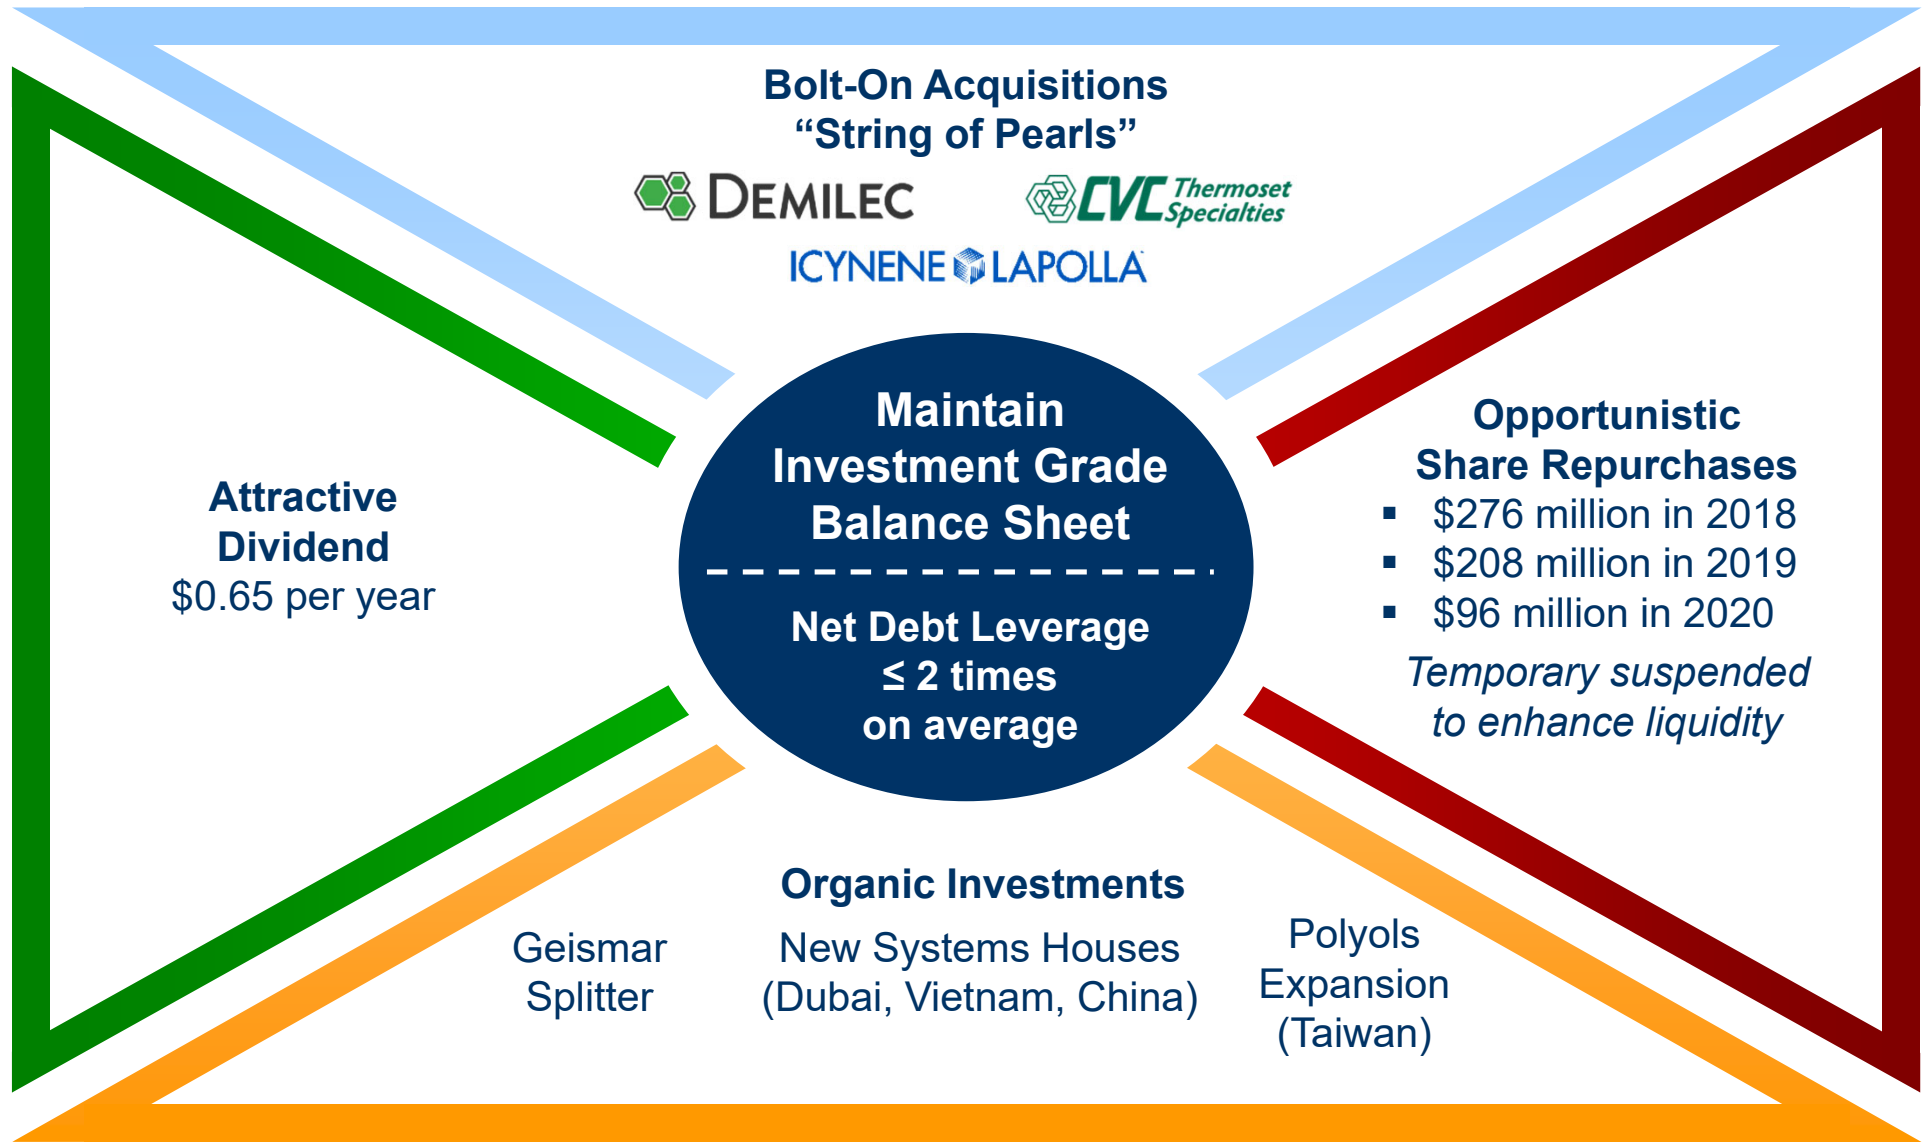 Bolt-On Acquisitions
“String of Pearls”
DEMILEC
CVC Thermoset
Specialties
ICYNENE LAPOLLA
Maintain
Investment Grade
Balance Sheet
Net Debt Leverage
≤ 2 times
on average
Attractive
Dividend
$0.65 per year
Opportunistic
Share Repurchases
▪ $276 million in 2018
▪ $208 million in 2019
▪ $96 million in 2020
Temporary suspended
to enhance liquidity
Organic Investments
Geismar
Splitter
New Systems Houses
(Dubai, Vietnam, China)
Polyols
Expansion
(Taiwan)